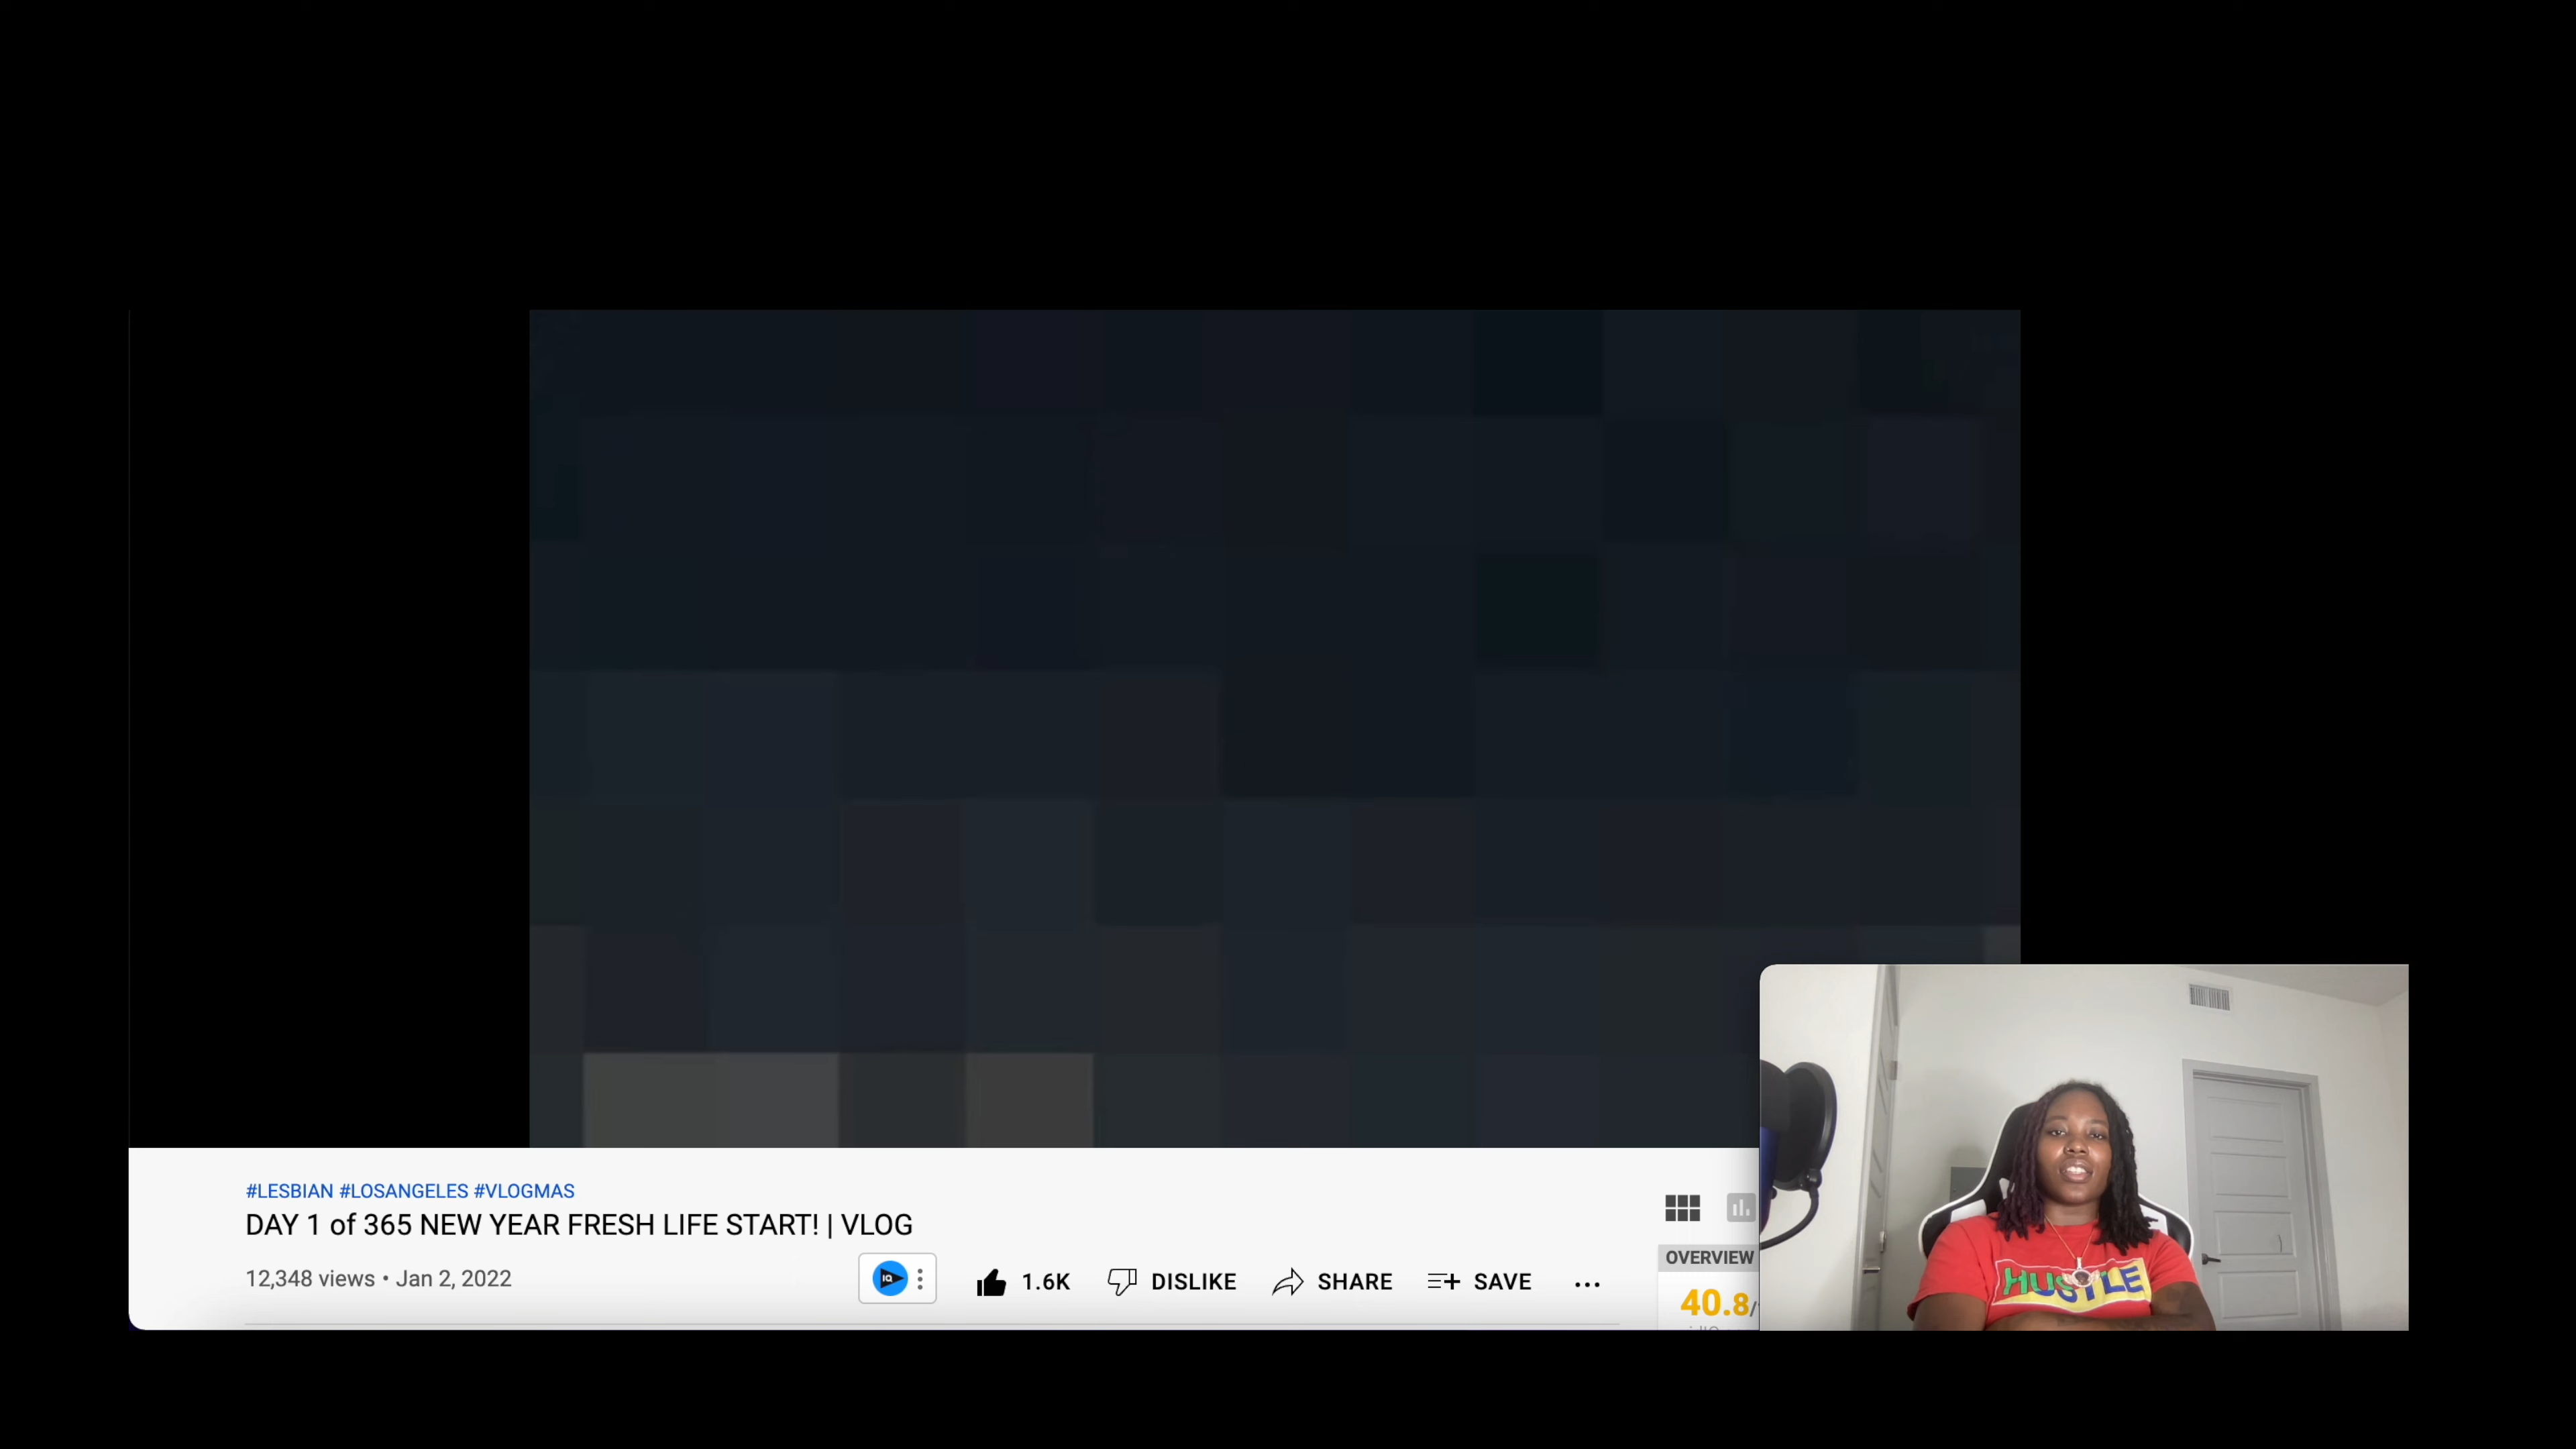 #LESBIAN #LOSANGELES #VLOGMAS
DAY 1 of 365 NEW YEAR FRESH LIFE START! | VLOG
12,348 views • Jan 2, 2022
IQ
1.6K
DISLIKE
SHARE
SAVE
OVERVIEW
40.8/
HUSTLE